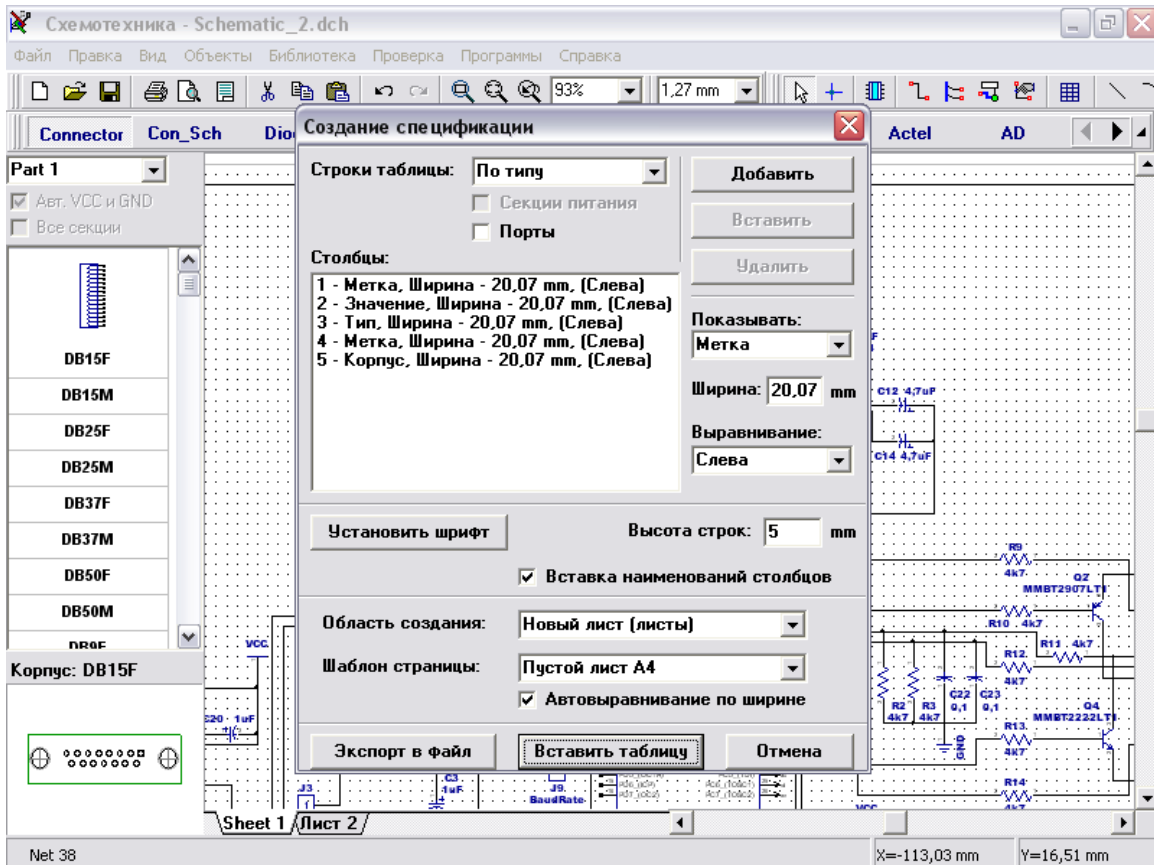 Схемотехника - Schematic_2.dch
Файл Правка Вид Объекты Библиотека Проверка Программы Справка
93% 1,27 mm
Connector Con_Sch Actel AD
Part 1
Авт. VCC и GND
Все секции
DB15F
DB15M
DB25F
DB25M
DB37F
DB37M
DB50F
DB50M
DB9F
Корпус: DB15F
Создание спецификации
Строки таблицы: По типу
Секции питания
Порты
Столбцы:
1 - Метка, Ширина - 20,07 mm, (Слева)
2 - Значение, Ширина - 20,07 mm, (Слева)
3 - Тип, Ширина - 20,07 mm, (Слева)
4 - Метка, Ширина - 20,07 mm, (Слева)
5 - Корпус, Ширина - 20,07 mm, (Слева)
Добавить
Вставить
Удалить
Показывать:
Метка
Ширина: 20,07 mm
Выравнивание:
Слева
Установить шрифт
Высота строк: 5 mm
Вставка наименований столбцов
Область создания: Новый лист (листы)
Шаблон страницы: Пустой лист A4
Автовыравнивание по ширине
Экспорт в файл Вставить таблицу Отмена
C12 4,7uF
C14 4,7uF
R9
4k7
Q2
MMBT2907LT1
R10 4k7
R11 4k7
R12
4k7
R2 R3
4k7 4k7
C22 C23
0,1 0,1
GND
Q4
MMBT2222LT1
R13
4k7
R14
VCC
VCC
C20 1uF
J3
1
C3
1uF
J9
BaudRate
Sheet 1 Лист 2
Net 38
X=-113,03 mm Y=16,51 mm